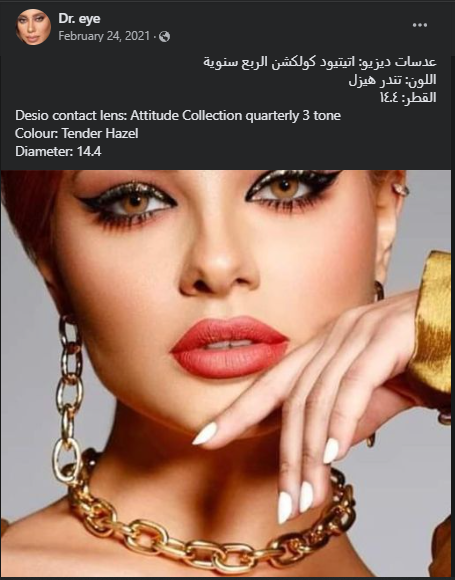 Dr. eye
February 24, 2021 ·
عدسات ديزيو: اتيتيود كولكشن الربع سنوية
اللون: تندر هيزل
القطر: ١٤.٤
Desio contact lens: Attitude Collection quarterly 3 tone
Colour: Tender Hazel
Diameter: 14.4